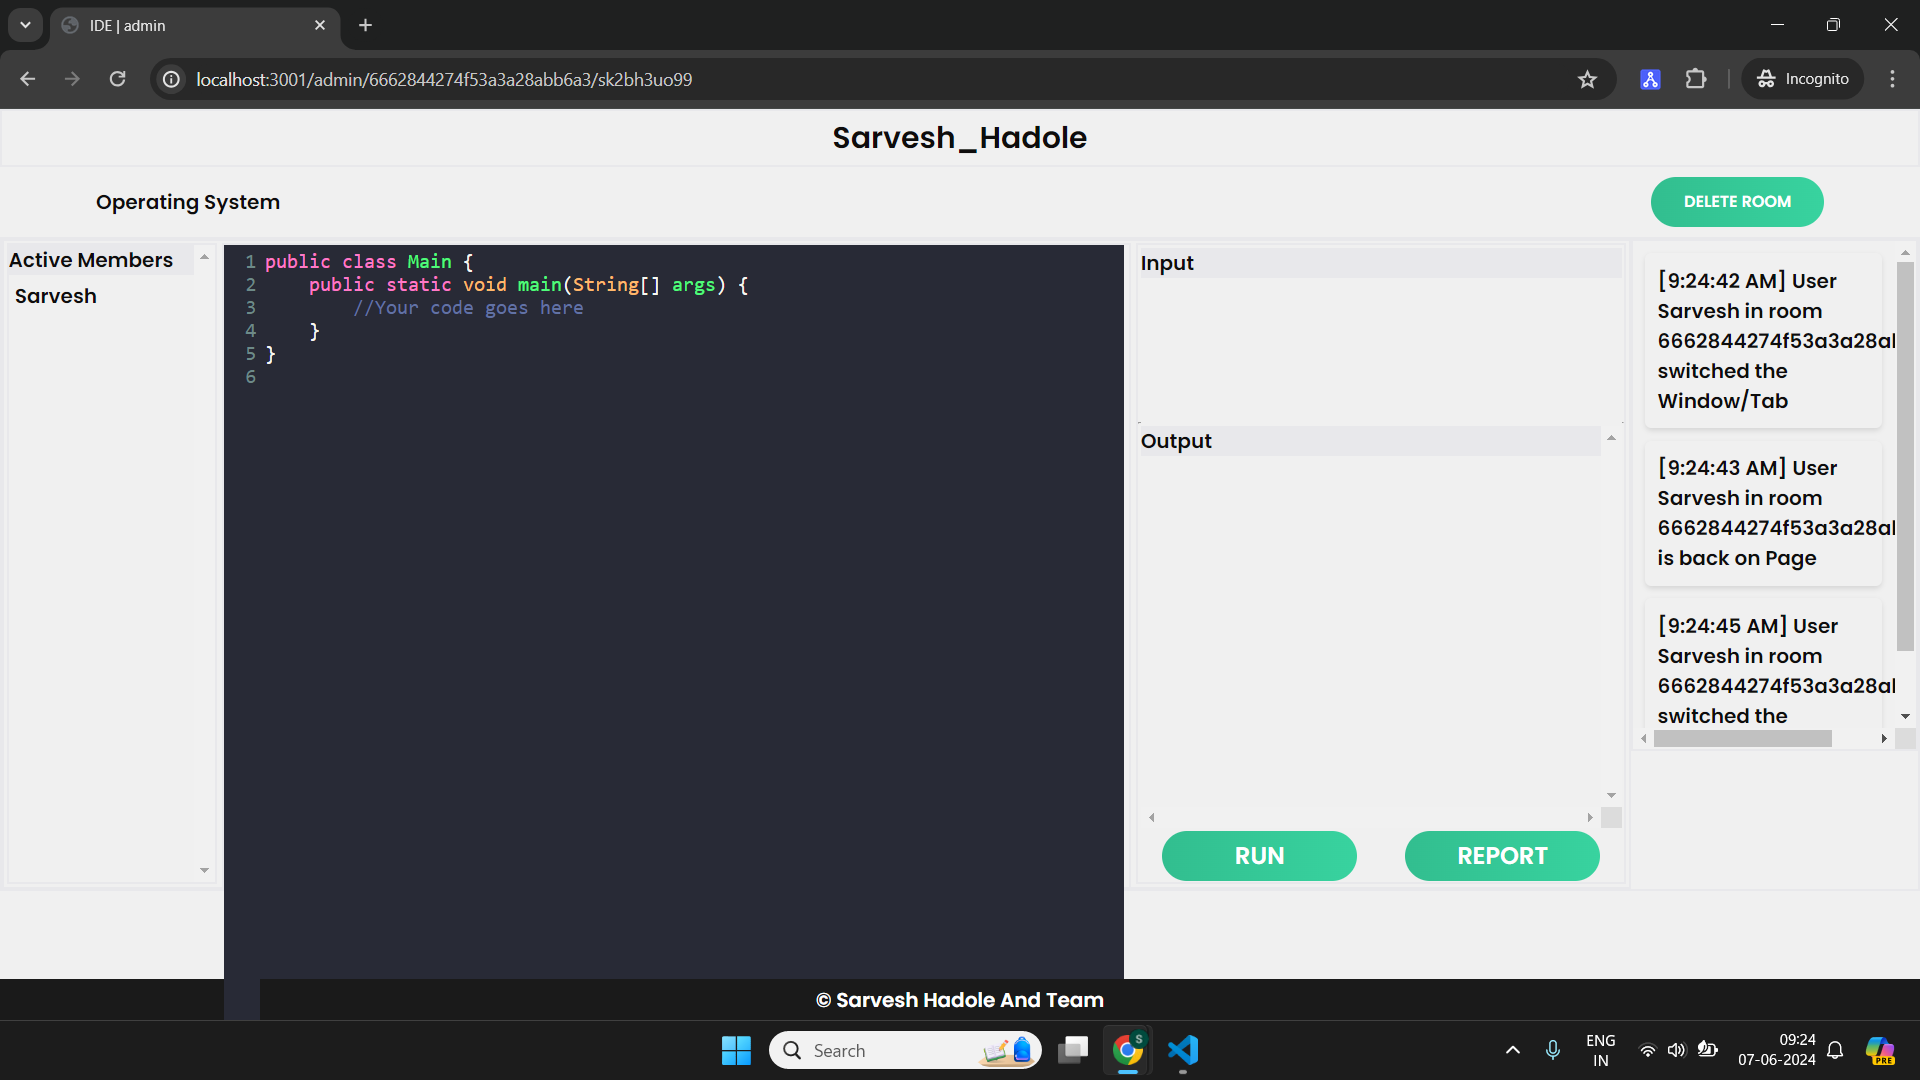 IDE | admin
localhost:3001/admin/6662844274f53a3a28abb6a3/sk2bh3uo99
Incognito
Sarvesh_Hadole
Operating System
DELETE ROOM
Active Members
Sarvesh
1 public class Main {
2     public static void main(String[] args) {
3         //Your code goes here
4     }
5 }
6
Input
Output
RUN
REPORT
[9:24:42 AM] User
Sarvesh in room
6662844274f53a3a28al
switched the
Window/Tab
[9:24:43 AM] User
Sarvesh in room
6662844274f53a3a28al
is back on Page
[9:24:45 AM] User
Sarvesh in room
6662844274f53a3a28al
switched the
© Sarvesh Hadole And Team
Search
S
ENG
IN
09:24
07-06-2024
PRE